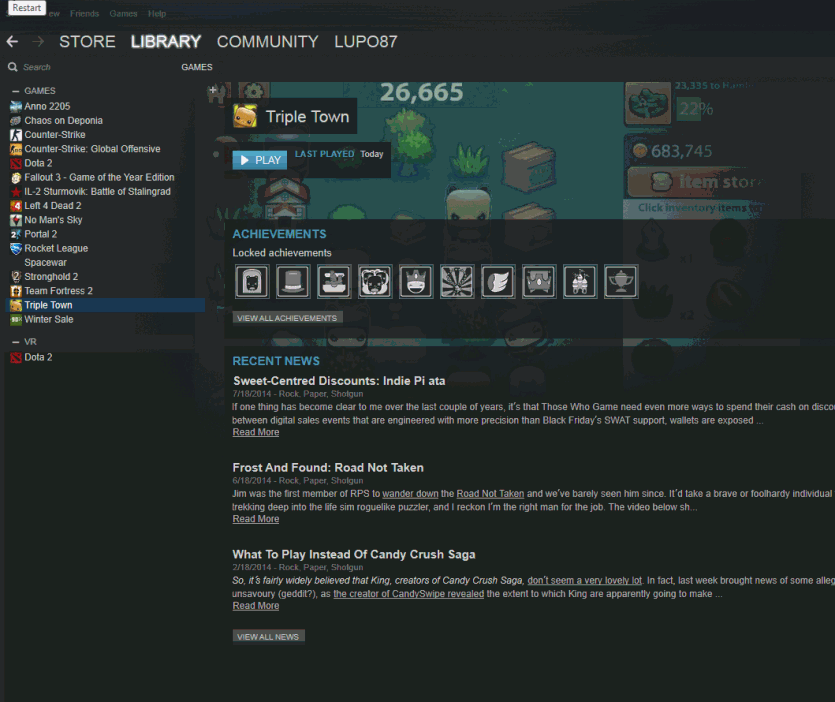 Restart
ew Friends Games Help
STORE LIBRARY COMMUNITY LUPO87
Search
GAMES
GAMES
Anno 2205
Chaos on Deponia
Counter-Strike
Counter-Strike: Global Offensive
Dota 2
Fallout 3 - Game of the Year Edition
IL-2 Sturmovik: Battle of Stalingrad
Left 4 Dead 2
No Man's Sky
Portal 2
Rocket League
Spacewar
Stronghold 2
Team Fortress 2
Triple Town
Winter Sale
VR
Dota 2
26,665
23,335 to
22%
683,745
item stor
Click inventory items to
x2
Triple Town
PLAY
LAST PLAYED Today
ACHIEVEMENTS
Locked achievements
VIEW ALL ACHIEVEMENTS
RECENT NEWS
Sweet-Centred Discounts: Indie Pi ata
7/18/2014 - Rock, Paper, Shotgun
If one thing has become clear to me over the last couple of years, it's that Those Who Game need even more ways to spend their cash on disco
between digital sales events that are engineered with more precision than Black Friday's SWAT support, wallets are exposed ...
Read More
Frost And Found: Road Not Taken
6/18/2014 - Rock, Paper, Shotgun
Jim was the first member of RPS to wander down the Road Not Taken and we've barely seen him since. It'd take a brave or foolhardy individual
trekking deep into the life sim roguelike puzzler, and I reckon I'm the right man for the job. The video below sh...
Read More
What To Play Instead Of Candy Crush Saga
2/18/2014 - Rock, Paper, Shotgun
So, it's fairly widely believed that King, creators of Candy Crush Saga, don't seem a very lovely lot. In fact, last week brought news of some alleg
unsavoury (geddit?), as the creator of CandySwipe revealed the extent to which King are apparently going to make ...
Read More
VIEW ALL NEWS